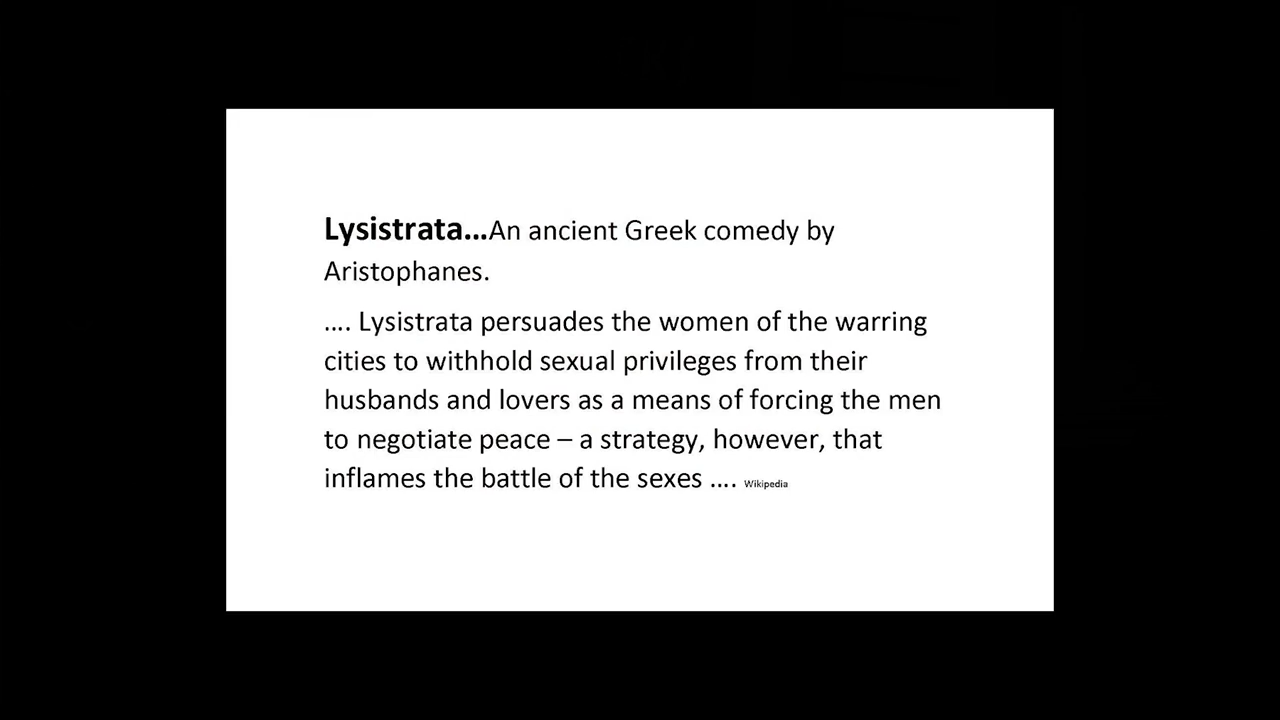 Lysistrata...An ancient Greek comedy by
Aristophanes.
.... Lysistrata persuades the women of the warring
cities to withhold sexual privileges from their
husbands and lovers as a means of forcing the men
to negotiate peace – a strategy, however, that
inflames the battle of the sexes .... Wikipedia